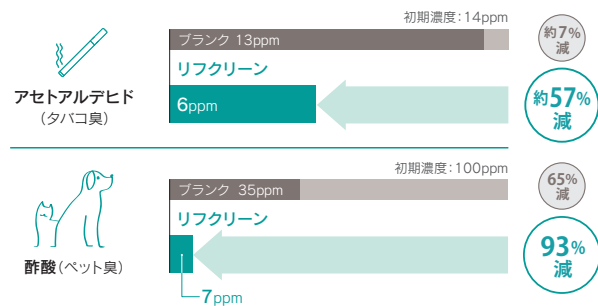 初期濃度：14ppm
ブランク 13ppm
約7%
減
リフクリーン
6ppm
約57%
減
アセトアルデヒド
（タバコ臭）
初期濃度：100ppm
ブランク 35ppm
65%
減
リフクリーン
93%
減
酢酸（ペット臭）
7ppm